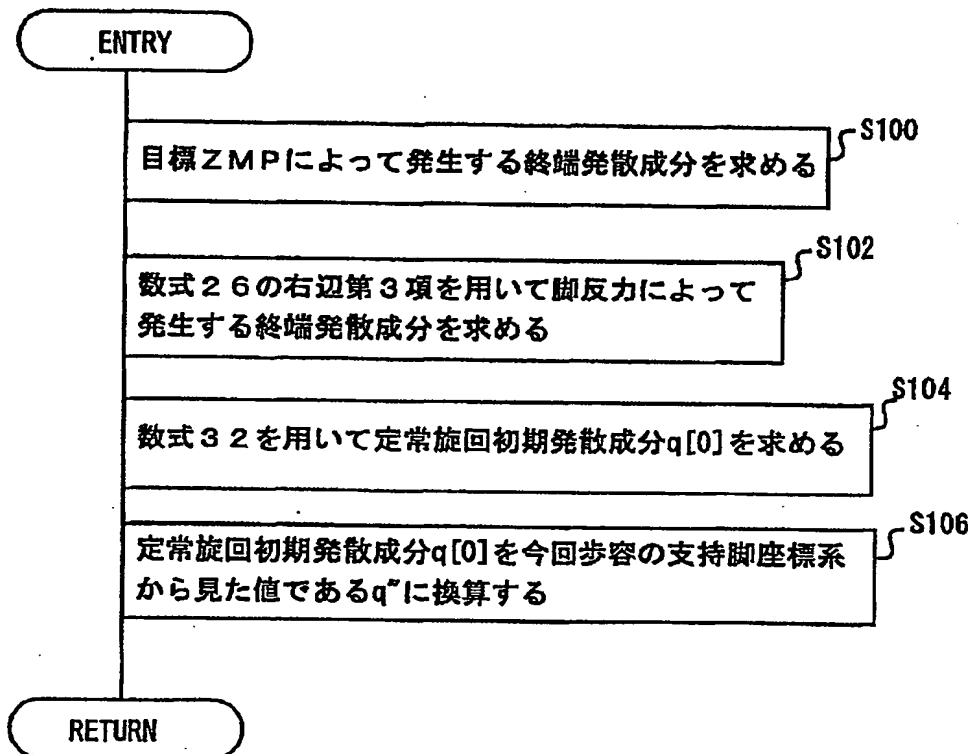 ENTRY
S100
目標ZMPによって発生する終端発散成分を求める
S102
数式26の右辺第3項を用いて脚反力によって
発生する終端発散成分を求める
S104
数式32を用いて定常旋回初期発散成分q[0]を求める
S106
定常旋回初期発散成分q[0]を今回歩容の支持脚座標系
から見た値であるq"に換算する
RETURN